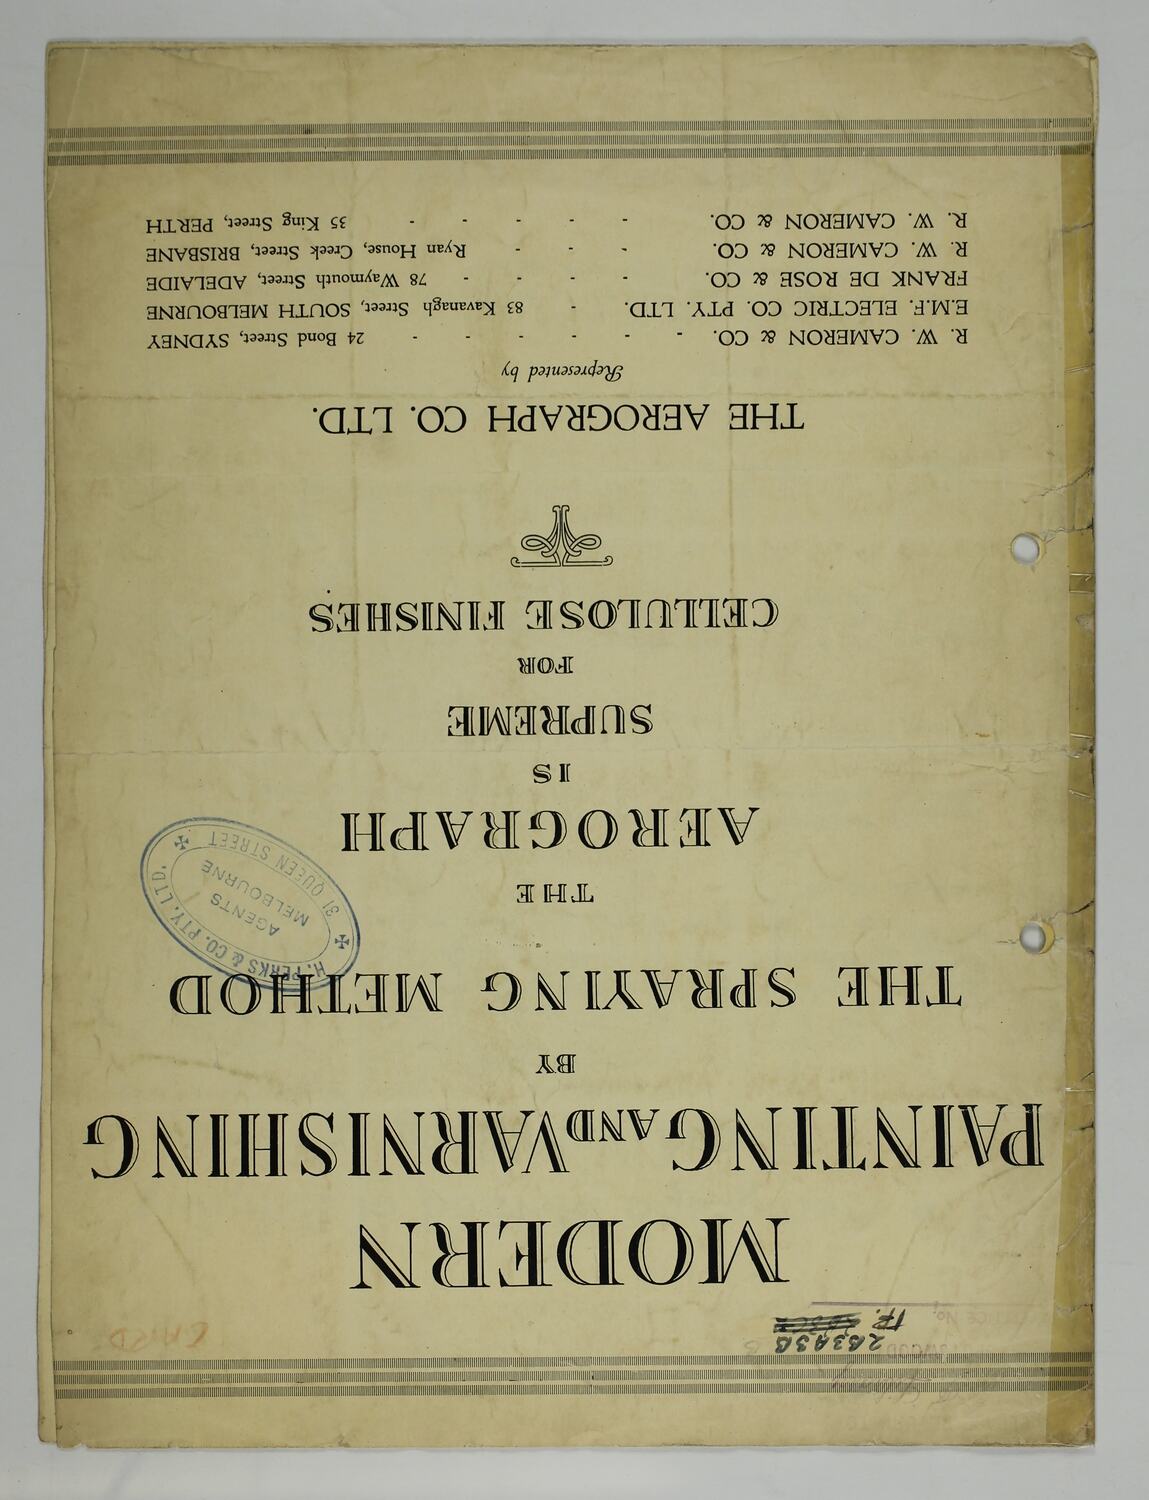 2B3A3B
17.
MODERN
PAINTING AND VARNISHING
BY
THE SPRAYING METHOD
H. PERKS & CO. PTY. LTD.
AGENTS
MELBOURNE
31 QUEEN STREET
THE
AEROGRAPH
IS
SUPREME
FOR
CELLULOSE FINISHES
THE AEROGRAPH CO. LTD.
Represented by
R. W. CAMERON & CO. - - - - - - 24 Bond Street, SYDNEY
E.M.F. ELECTRIC CO. PTY. LTD. - - 83 Kavanagh Street, SOUTH MELBOURNE
FRANK DE ROSE & CO. - - - - 78 Waymouth Street, ADELAIDE
R. W. CAMERON & CO. - - - Ryan House, Creek Street, BRISBANE
R. W. CAMERON & CO. - - - - - 35 King Street, PERTH